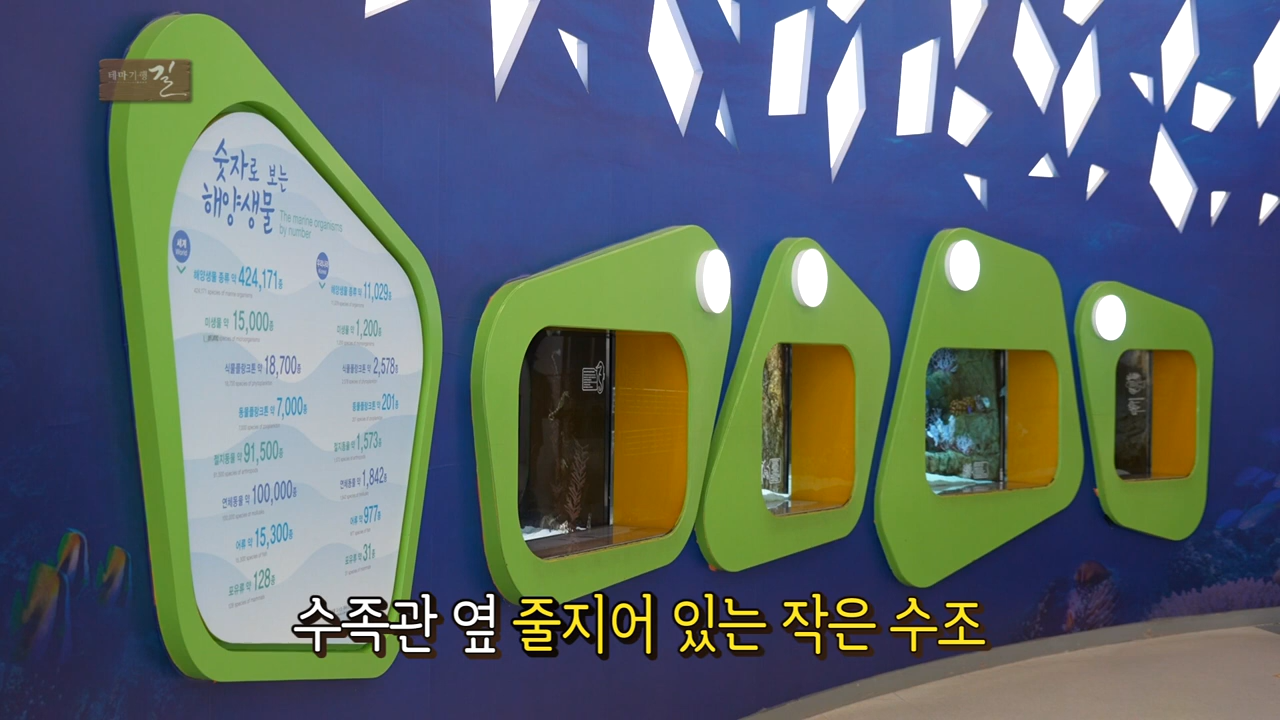 테마기행
길
숫자로 보는
해양생물
The marine organisms
by number
세계
World
해양생물 종류 약 424,171종
미생물 약 15,000종
식물플랑크톤 약 18,700종
동물플랑크톤 약 7,000종
절지동물 약 91,500종
연체동물 약 100,000종
어류 약 15,300종
포유류 약 128종
해양생물 종류 약 11,029종
미생물 약 1,200종
식물플랑크톤 약 2,578종
동물플랑크톤 약 201종
절지동물 약 1,573종
연체동물 약 1,842종
어류 약 977종
포유류 약 31종
수족관 옆 줄지어 있는 작은 수조